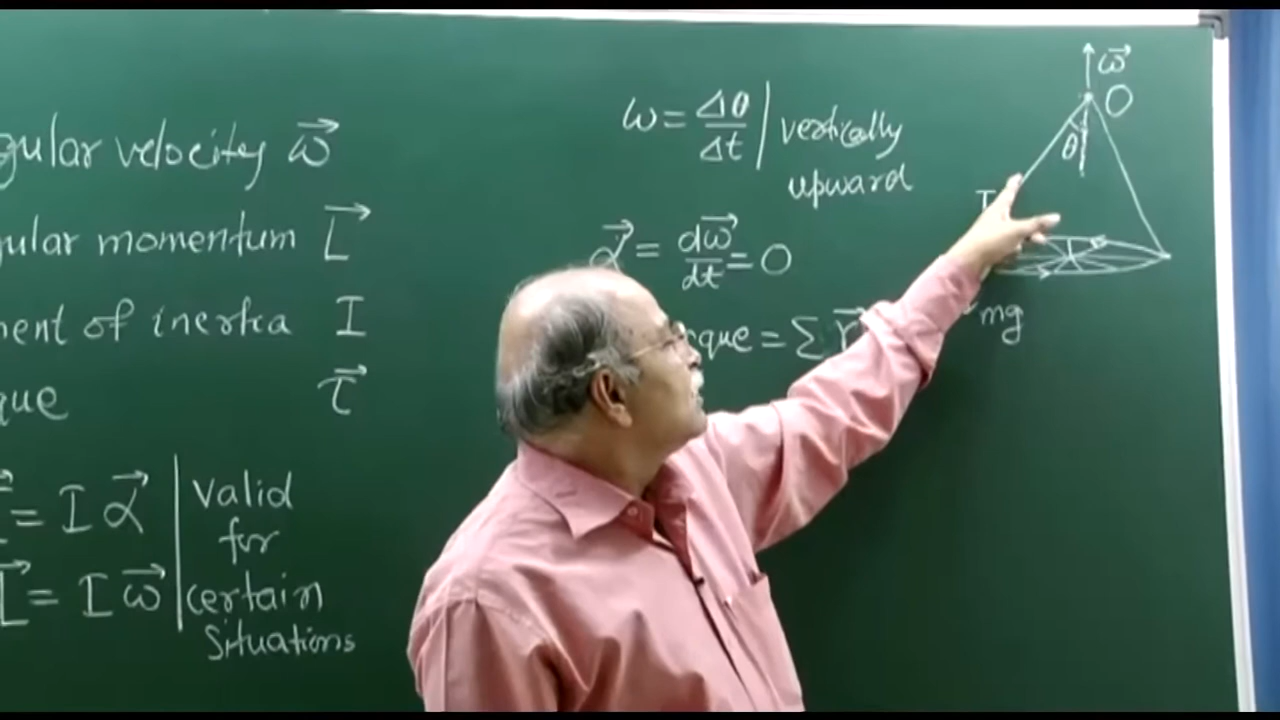 gular velocity ω⃗
gular momentum L⃗
ment of inertia I
que τ⃗
= I α⃗ | valid
for
L⃗ = I ω⃗ | certain
situations
ω = Δθ/Δt | vertically
upward
α⃗ = dω⃗/dt = 0
que = Σ r⃗
ω⃗
O
θ
T
mg